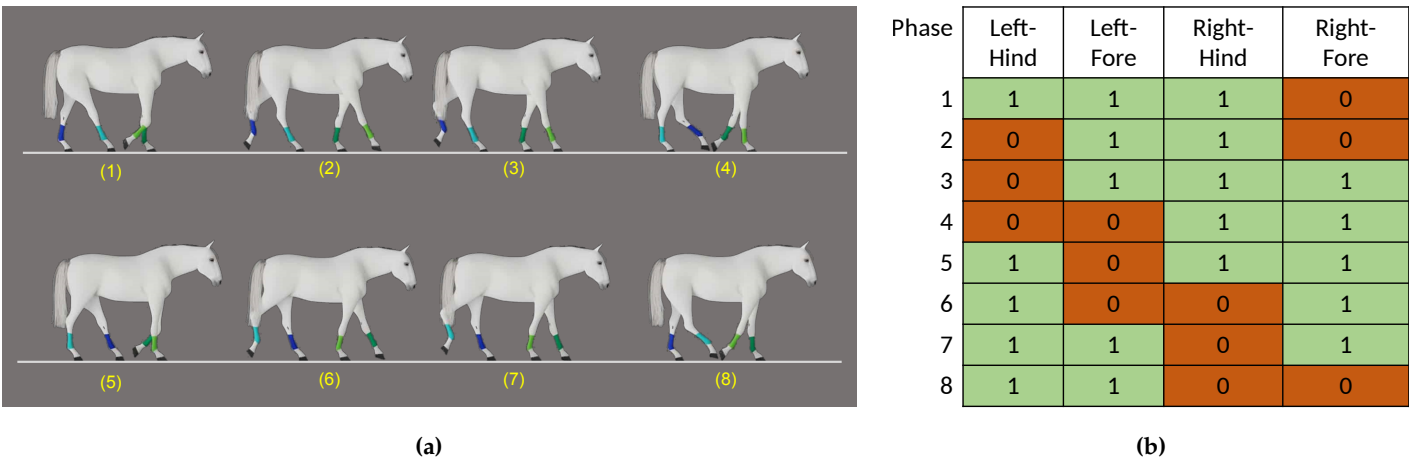 (1) (2) (3) (4)
(5) (6) (7) (8)
(a)
Phase Left-Hind Left-Fore Right-Hind Right-Fore
1 1 1 1 0
2 0 1 1 0
3 0 1 1 1
4 0 0 1 1
5 1 0 1 1
6 1 0 0 1
7 1 1 0 1
8 1 1 0 0
(b)